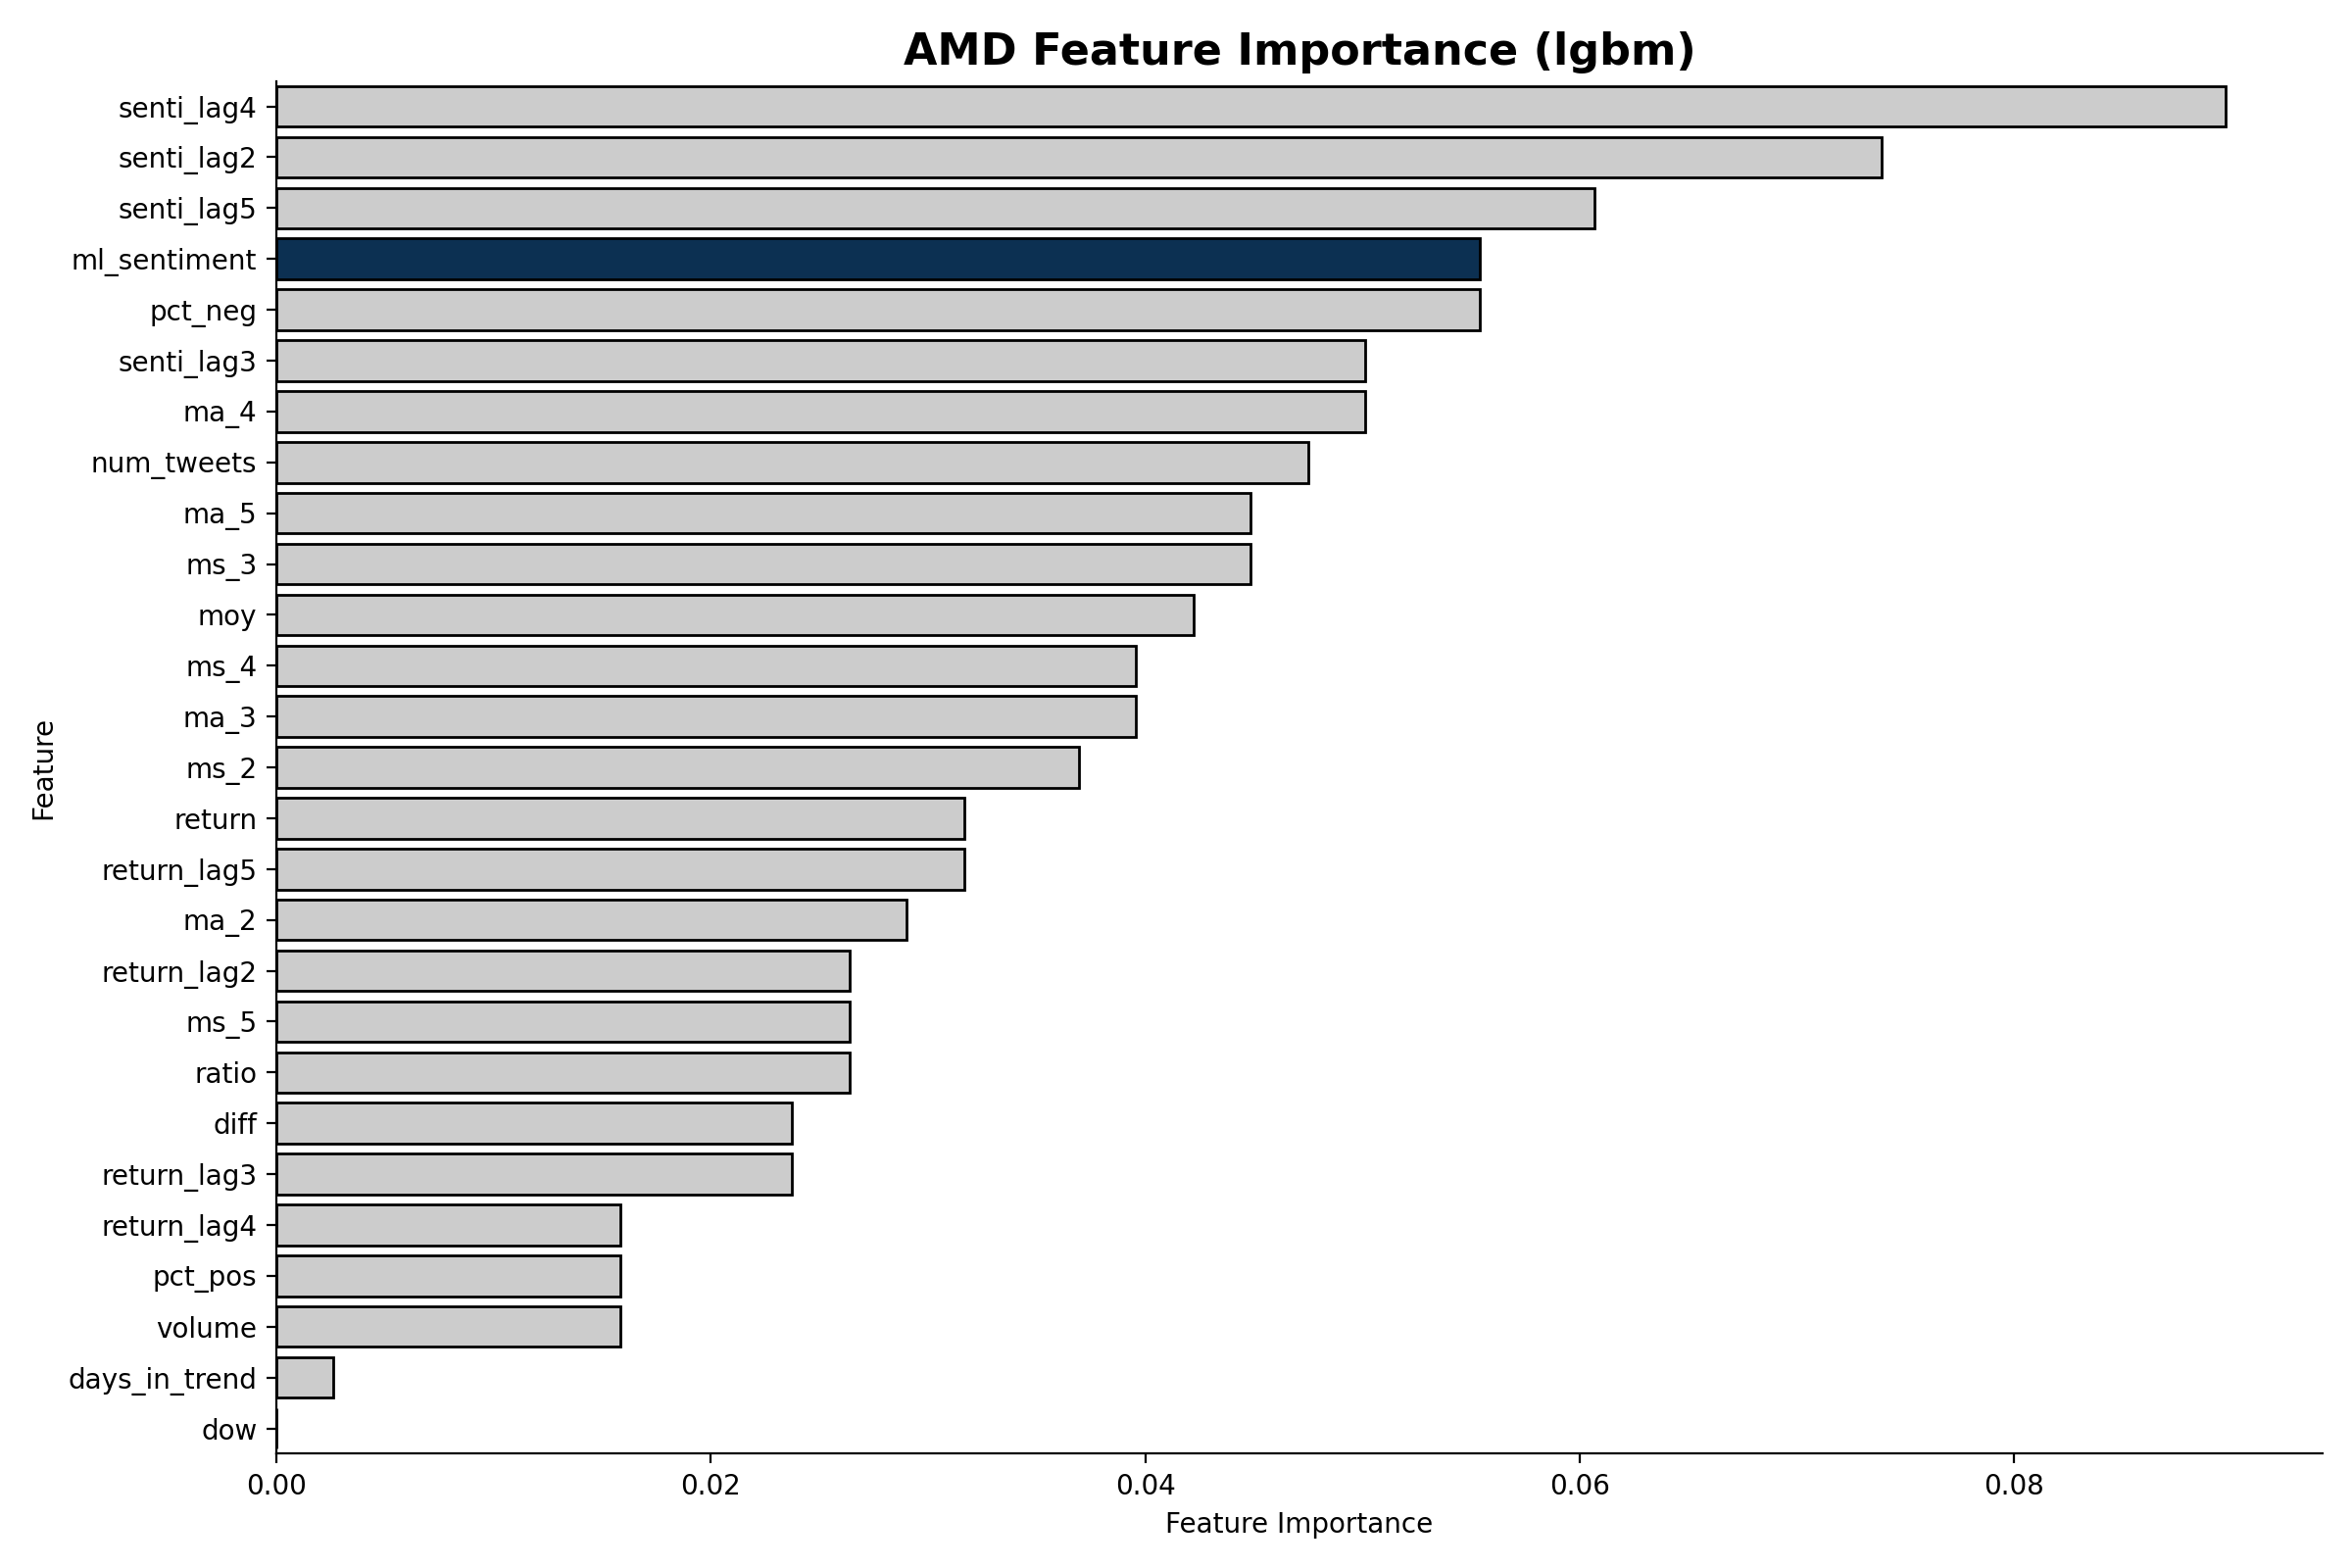 AMD Feature Importance (lgbm)
senti_lag4
senti_lag2
senti_lag5
ml_sentiment
pct_neg
senti_lag3
ma_4
num_tweets
ma_5
ms_3
moy
ms_4
ma_3
ms_2
return
return_lag5
ma_2
return_lag2
ms_5
ratio
diff
return_lag3
return_lag4
pct_pos
volume
days_in_trend
dow
Feature
0.00 0.02 0.04 0.06 0.08
Feature Importance